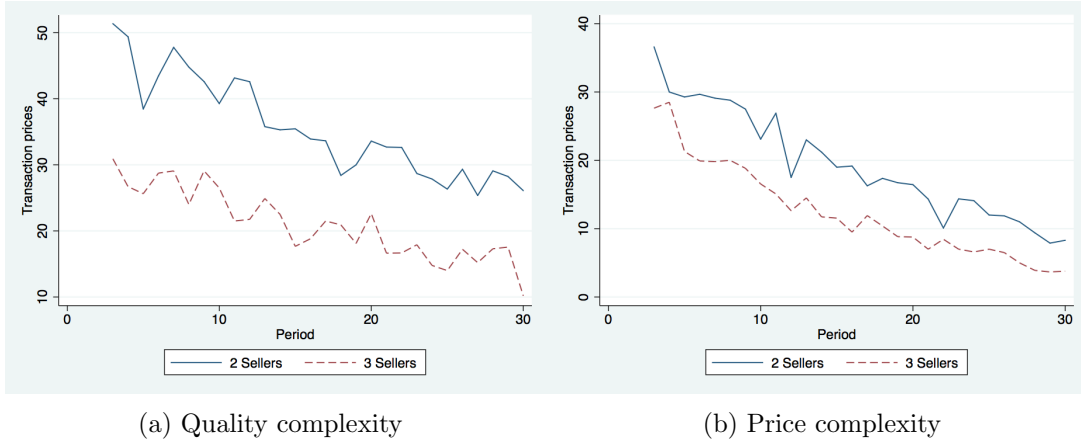 Transaction prices
50
40
30
20
10
0
10
20
30
Period
2 Sellers
3 Sellers
(a) Quality complexity
Transaction prices
40
30
20
10
0
0
10
20
30
Period
2 Sellers
3 Sellers
(b) Price complexity